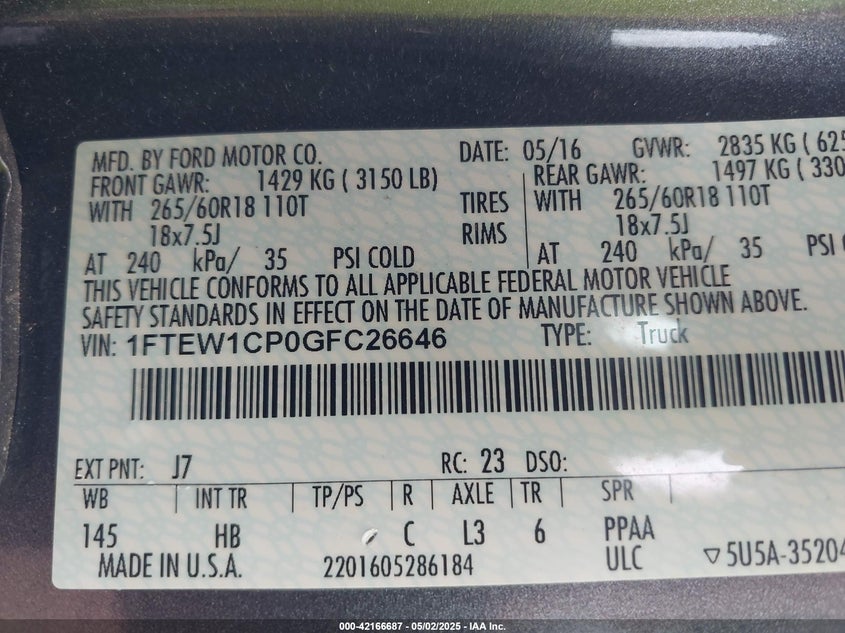 MFD. BY FORD MOTOR CO. DATE: 05/16 GVWR: 2835 KG ( 625
FRONT GAWR: 1429 KG ( 3150 LB) REAR GAWR: 1497 KG ( 330
WITH 265/60R18 110T TIRES WITH 265/60R18 110T
18x7.5J RIMS 18x7.5J
AT 240 kPa/ 35 PSI COLD AT 240 kPa/ 35 PSI
THIS VEHICLE CONFORMS TO ALL APPLICABLE FEDERAL MOTOR VEHICLE
SAFETY STANDARDS IN EFFECT ON THE DATE OF MANUFACTURE SHOWN ABOVE.
VIN: 1FTEW1CP0GFC26646 TYPE: Truck
EXT PNT: J7 RC: 23 DSO:
WB INT TR TP/PS R AXLE TR SPR
145 HB C L3 6 PPAA
MADE IN U.S.A. 2201605286184 ULC ▽5U5A-35204
000-42166687 - 05/02/2025 - IAA Inc.